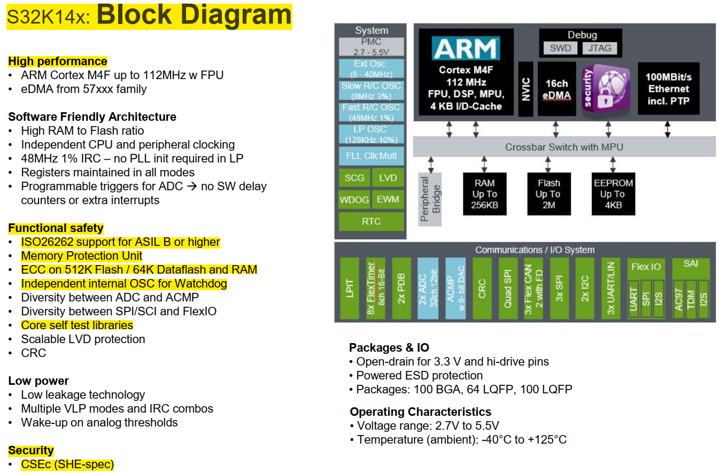 S32K14x: Block Diagram
High performance
• ARM Cortex M4F up to 112MHz w FPU
• eDMA from 57xxx family
Software Friendly Architecture
• High RAM to Flash ratio
• Independent CPU and peripheral clocking
• 48MHz 1% IRC – no PLL init required in LP
• Registers maintained in all modes
• Programmable triggers for ADC → no SW delay
counters or extra interrupts
Functional safety
• ISO26262 support for ASIL B or higher
• Memory Protection Unit
• ECC on 512K Flash / 64K Dataflash and RAM
• Independent internal OSC for Watchdog
• Diversity between ADC and ACMP
• Diversity between SPI/SCI and FlexIO
• Core self test libraries
• Scalable LVD protection
• CRC
Low power
• Low leakage technology
• Multiple VLP modes and IRC combos
• Wake-up on analog thresholds
Security
• CSEc (SHE-spec)
System
PMC
2.7 - 5.5V
Ext Osc
(8 - 40MHz)
Slow R/C OSC
(8MHz 3%)
Fast R/C OSC
(48MHz 1%)
LP OSC
(128KHz 10%)
FLL Clk Mult
SCG
LVD
WDOG
EWM
RTC
ARM
Cortex M4F
112 MHz
FPU, DSP, MPU,
4 KB I/D-Cache
NVIC
Debug
SWD
JTAG
16ch
eDMA
security
100MBit/s
Ethernet
incl. PTP
Crossbar Switch with MPU
Peripheral
Bridge
RAM
Up To
256KB
Flash
Up To
2M
EEPROM
Up To
4KB
Communications / I/O System
LPIT
8x FlexTimer
8ch 16-Bit
2x PDB
2x ADC
32ch 12bit
ACMP
w 8- bit DAC
CRC
Quad SPI
3x Flex CAN
2 with FD
3x SPI
2x I2C
3x UART/LIN
Flex IO
UART
SPI
I2S
SAI
AC97
TDM
I2S
Packages & IO
• Open-drain for 3.3 V and hi-drive pins
• Powered ESD protection
• Packages: 100 BGA, 64 LQFP, 100 LQFP
Operating Characteristics
• Voltage range: 2.7V to 5.5V
• Temperature (ambient): -40°C to +125°C